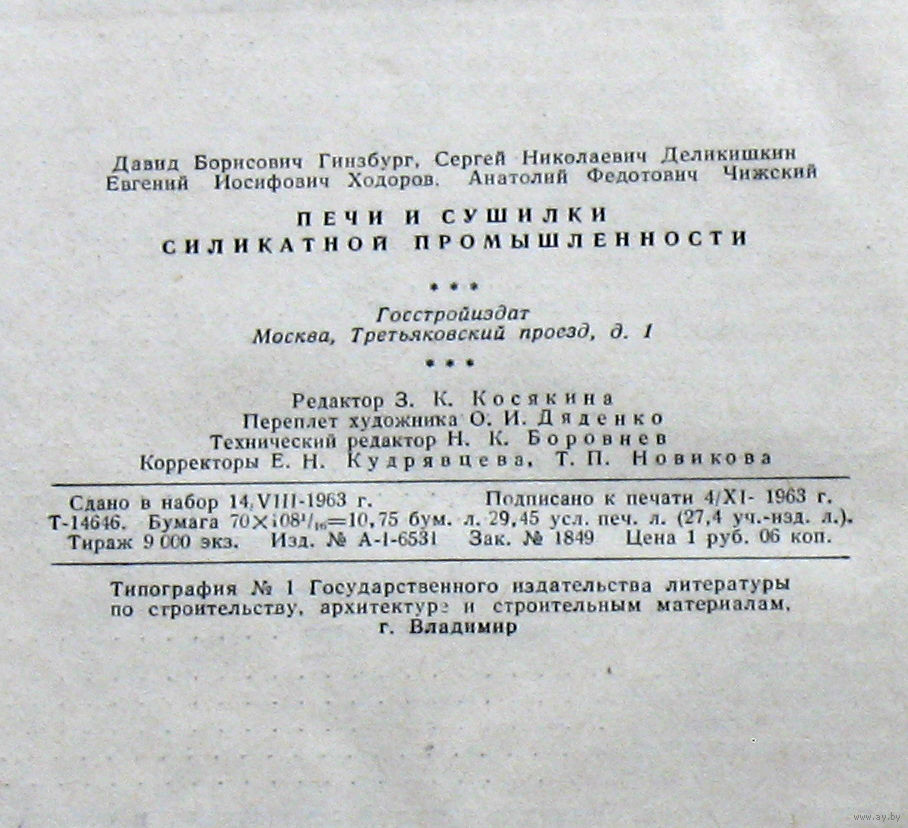 Давид Борисович Гинзбург, Сергей Николаевич Деликишкин
Евгений Иосифович Ходоров. Анатолий Федотович Чижский
ПЕЧИ И СУШИЛКИ
СИЛИКАТНОЙ ПРОМЫШЛЕННОСТИ
* * *
Госстройиздат
Москва, Третьяковский проезд, д. 1
* * *
Редактор З. К. Косякина
Переплет художника О. И. Дяденко
Технический редактор Н. К. Боровнев
Корректоры Е. Н. Кудрявцева, Т. П. Новикова
Сдано в набор 14/VIII-1963 г. Подписано к печати 4/XI- 1963 г.
Т-14646. Бумага 70×108¹/₁₆=10,75 бум. л. 29,45 усл. печ. л. (27,4 уч.-изд. л.).
Тираж 9 000 экз. Изд. № А-1-6531 Зак. № 1849 Цена 1 руб. 06 коп.
Типография № 1 Государственного издательства литературы
по строительству, архитектуре и строительным материалам,
г. Владимир
www.ay.by